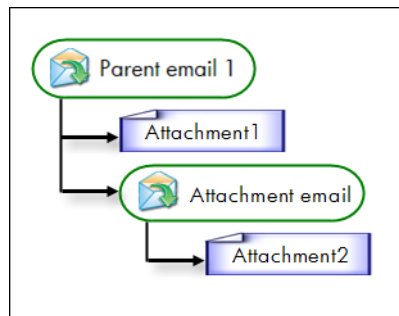 Parent email 1
Attachment1
Attachment email
Attachment2